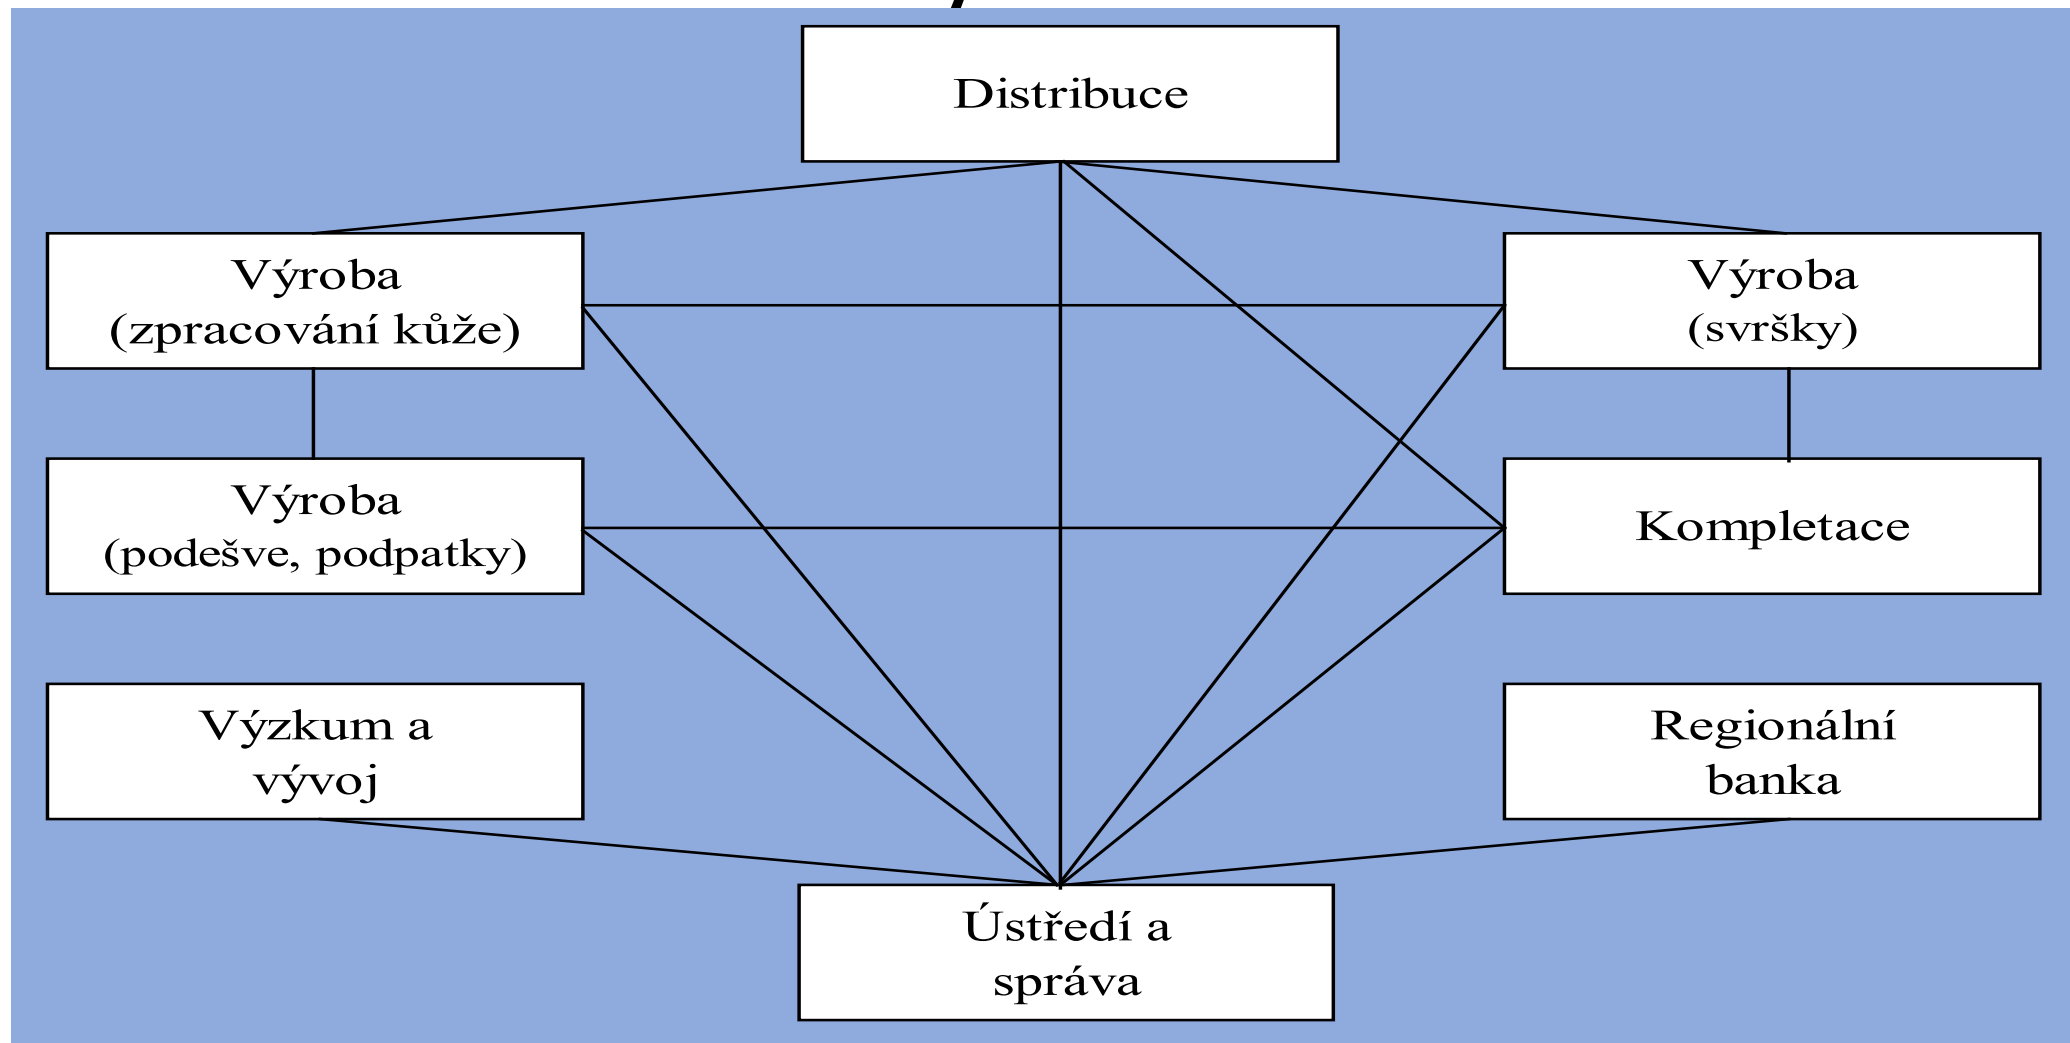 Distribuce
Výroba
(zpracování kůže)
Výroba
(svršky)
Výroba
(podešve, podpatky)
Kompletace
Výzkum a
vývoj
Regionální
banka
Ústředí a
správa